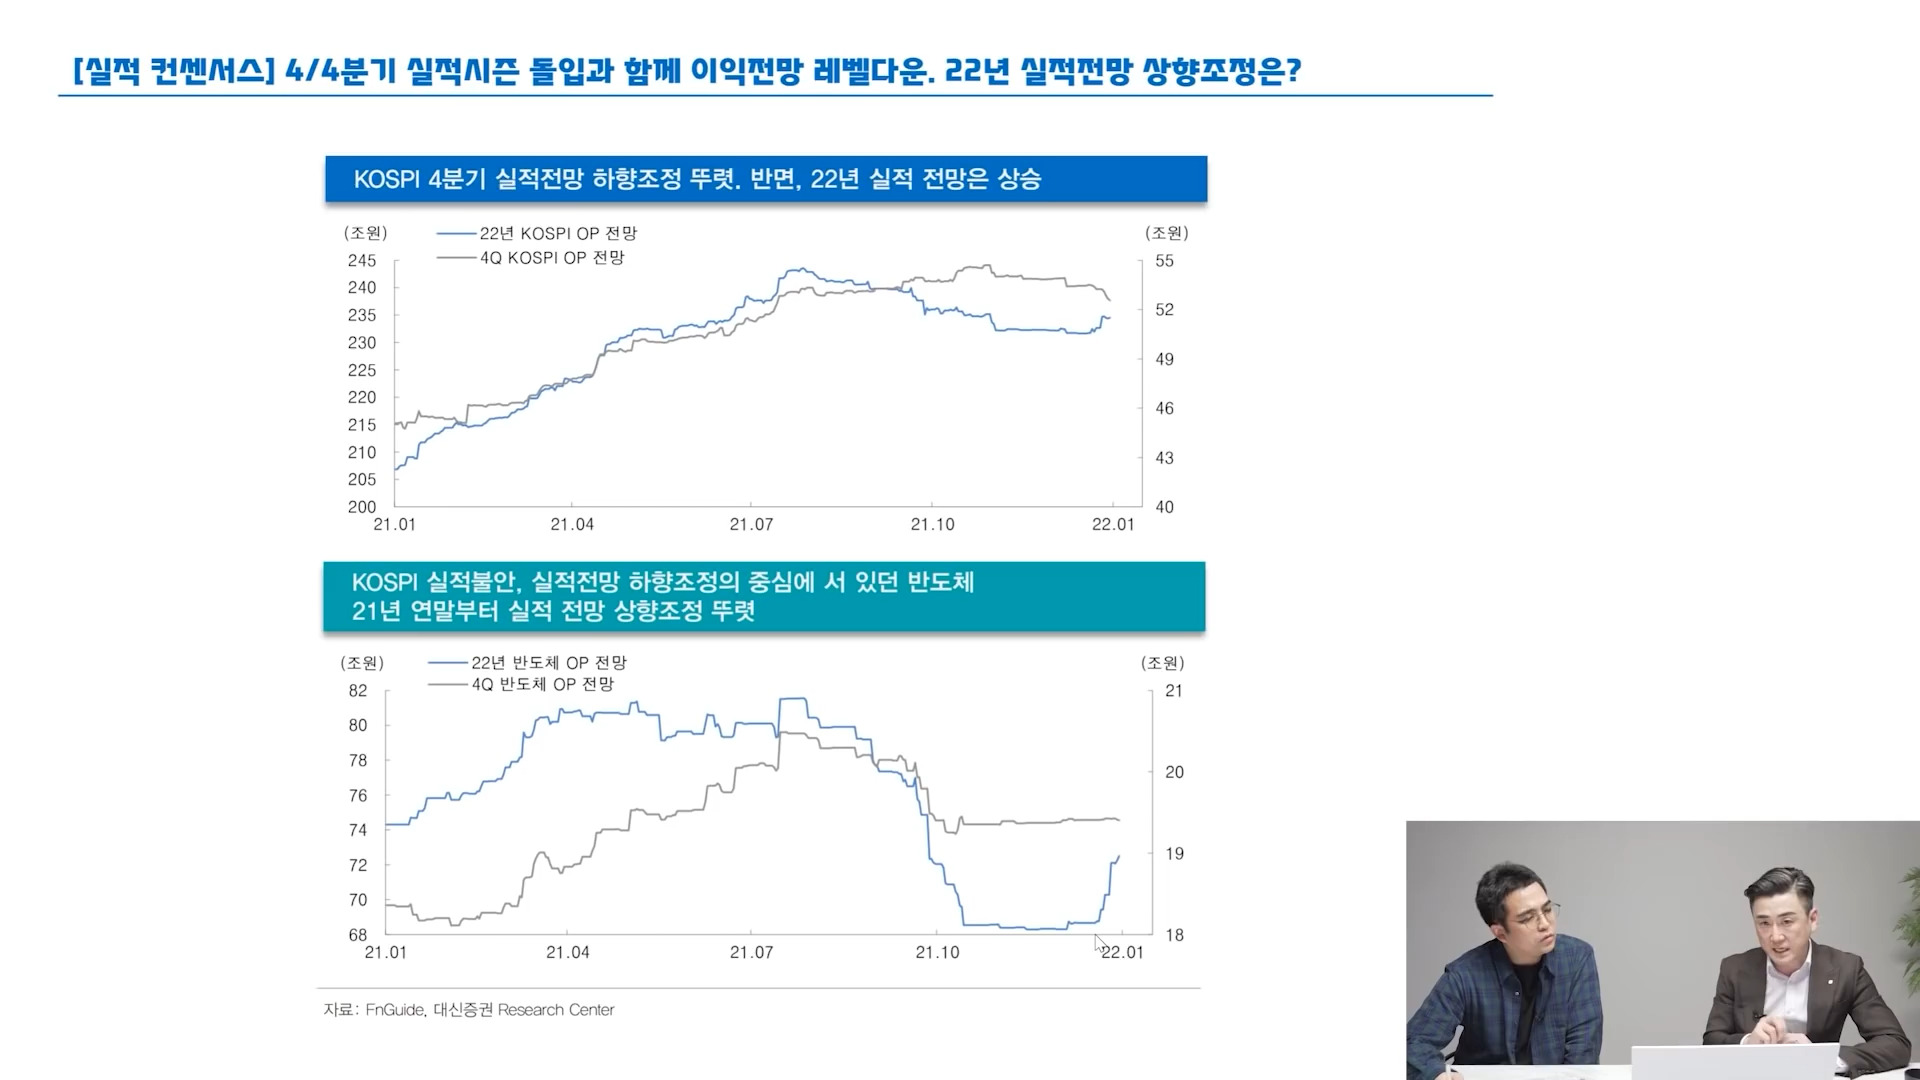 [실적 컨센서스] 4/4분기 실적시즌 돌입과 함께 이익전망 레벨다운. 22년 실적전망 상향조정은?
KOSPI 4분기 실적전망 하향조정 뚜렷. 반면, 22년 실적 전망은 상승
(조원)
(조원)
22년 KOSPI OP 전망
4Q KOSPI OP 전망
245
240
235
230
225
220
215
210
205
200
55
52
49
46
43
40
21.01
21.04
21.07
21.10
22.01
KOSPI 실적불안, 실적전망 하향조정의 중심에 서 있던 반도체
21년 연말부터 실적 전망 상향조정 뚜렷
(조원)
(조원)
22년 반도체 OP 전망
4Q 반도체 OP 전망
82
80
78
76
74
72
70
68
21
20
19
18
21.01
21.04
21.07
21.10
22.01
자료: FnGuide, 대신증권 Research Center